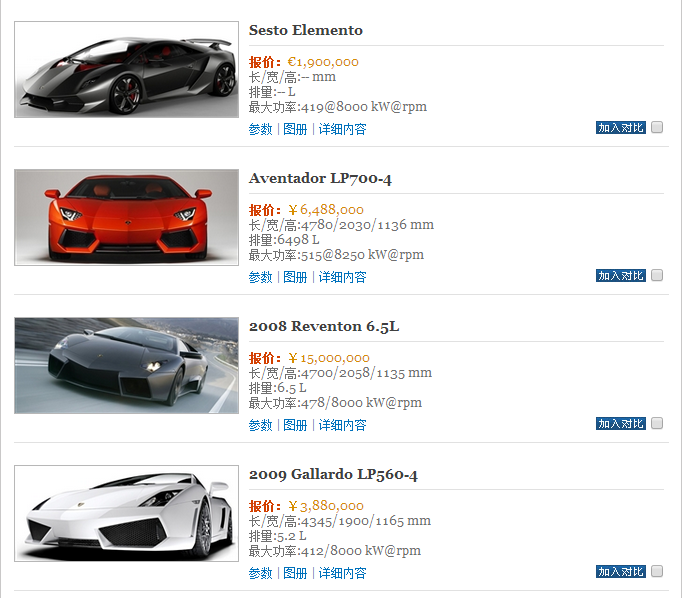 Sesto Elemento
报价：€1,900,000
长/宽/高:-- mm
排量:-- L
最大功率:419@8000 kW@rpm
参数 | 图册 | 详细内容
加入对比
Aventador LP700-4
报价：￥6,488,000
长/宽/高:4780/2030/1136 mm
排量:6498 L
最大功率:515@8250 kW@rpm
参数 | 图册 | 详细内容
加入对比
2008 Reventon 6.5L
报价：￥15,000,000
长/宽/高:4700/2058/1135 mm
排量:6.5 L
最大功率:478/8000 kW@rpm
参数 | 图册 | 详细内容
加入对比
2009 Gallardo LP560-4
报价：￥3,880,000
长/宽/高:4345/1900/1165 mm
排量:5.2 L
最大功率:412/8000 kW@rpm
参数 | 图册 | 详细内容
加入对比